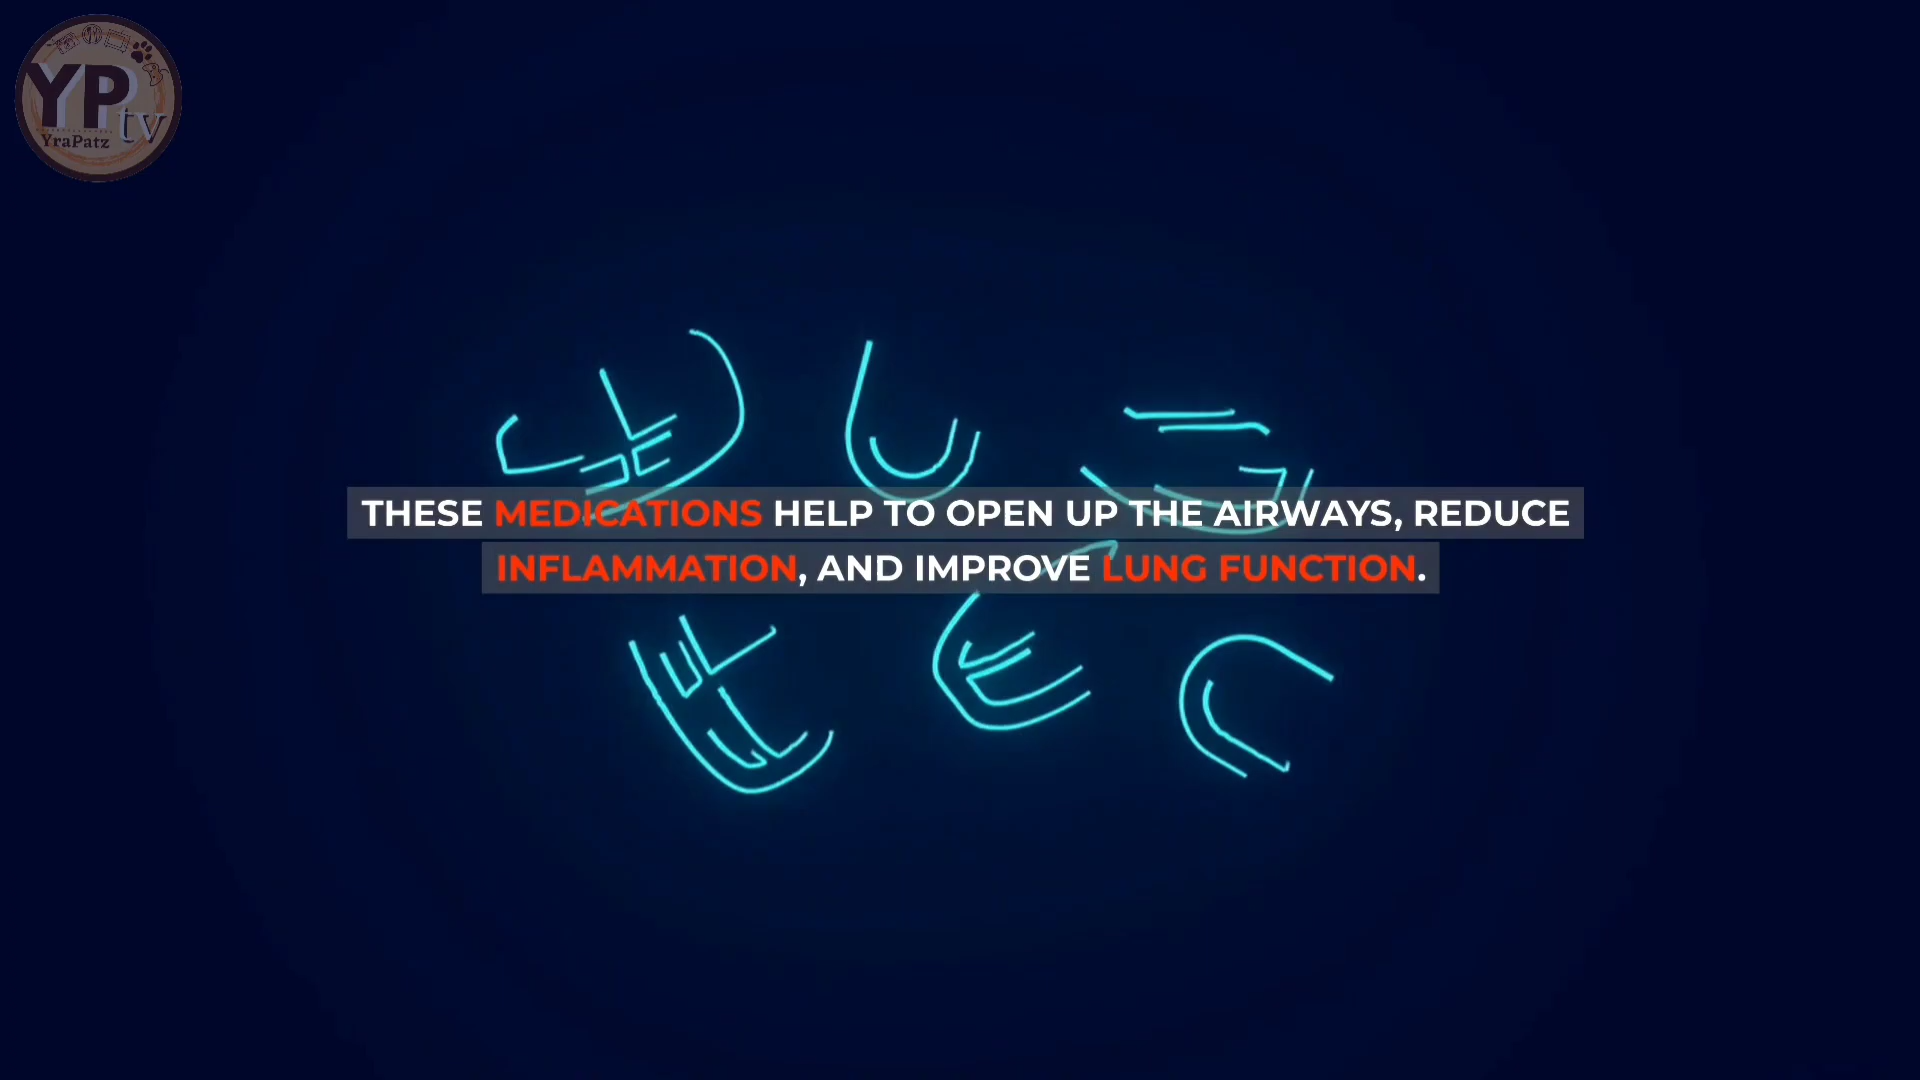 YP
tv
YraPatz
THESE MEDICATIONS HELP TO OPEN UP THE AIRWAYS, REDUCE
INFLAMMATION, AND IMPROVE LUNG FUNCTION.